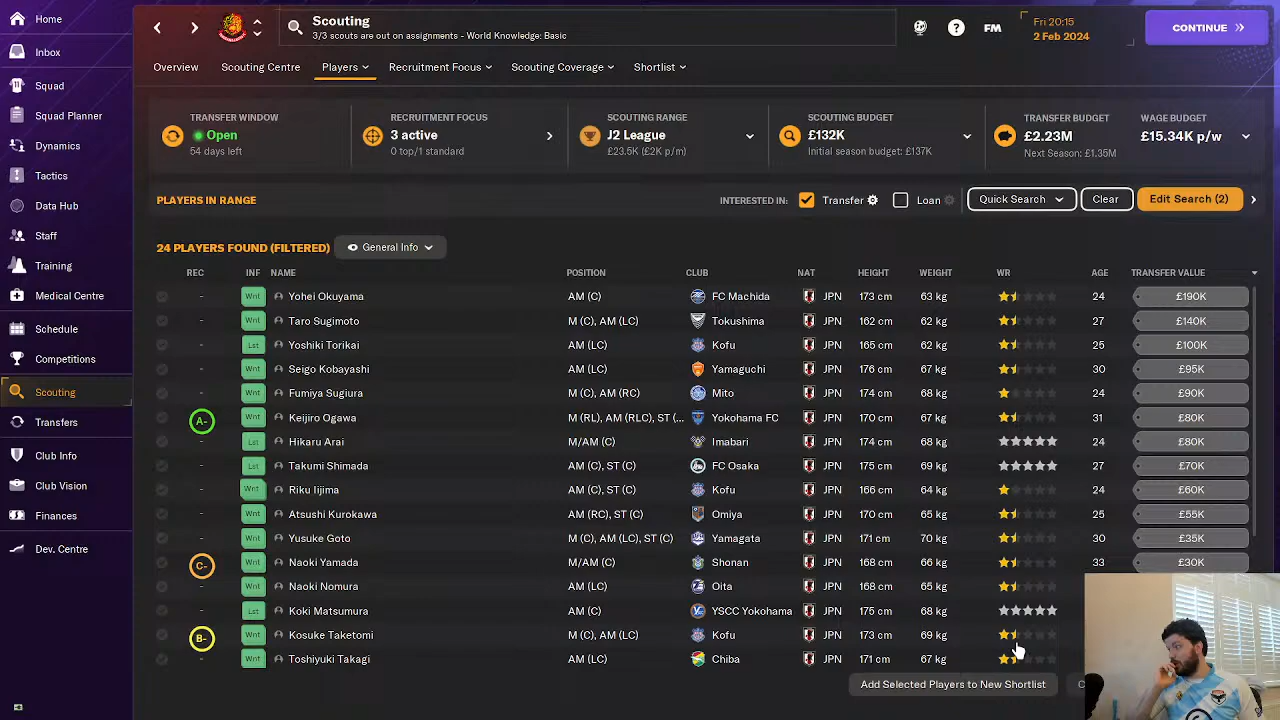 Home
Inbox
Squad
Squad Planner
Dynamics
Tactics
Data Hub
Staff
Training
Medical Centre
Schedule
Competitions
Scouting
Transfers
Club Info
Club Vision
Finances
Dev. Centre
Scouting
3/3 scouts are out on assignments - World Knowledge: Basic
FM
Fri 20:15
2 Feb 2024
CONTINUE
Overview Scouting Centre Players Recruitment Focus Scouting Coverage Shortlist
TRANSFER WINDOW
Open
54 days left
RECRUITMENT FOCUS
3 active
0 top/1 standard
SCOUTING RANGE
J2 League
£23.5K (£2K p/m)
SCOUTING BUDGET
£132K
Initial season budget: £137K
TRANSFER BUDGET
£2.23M
Next Season: £1.35M
WAGE BUDGET
£15.34K p/w
PLAYERS IN RANGE
INTERESTED IN: Transfer Loan Quick Search Clear Edit Search (2)
24 PLAYERS FOUND (FILTERED) General Info
REC INF NAME POSITION CLUB NAT HEIGHT WEIGHT WR AGE TRANSFER VALUE
- Wnt Yohei Okuyama AM (C) FC Machida JPN 173 cm 63 kg 24 £190K
- Wnt Taro Sugimoto M (C), AM (LC) Tokushima JPN 162 cm 62 kg 27 £140K
- Lst Yoshiki Torikai AM (LC) Kofu JPN 165 cm 62 kg 25 £100K
- Wnt Seigo Kobayashi AM (LC) Yamaguchi JPN 176 cm 67 kg 30 £95K
- Wnt Fumiya Sugiura M (C), AM (RC) Mito JPN 174 cm 68 kg 24 £90K
A- Wnt Keijiro Ogawa M (RL), AM (RLC), ST (... Yokohama FC JPN 170 cm 67 kg 31 £80K
- Lst Hikaru Arai M/AM (C) Imabari JPN 174 cm 68 kg 24 £80K
- Lst Takumi Shimada AM (C), ST (C) FC Osaka JPN 175 cm 69 kg 27 £70K
- Wnt Riku Iijima AM (C), ST (C) Kofu JPN 166 cm 64 kg 24 £60K
- Wnt Atsushi Kurokawa AM (RC), ST (C) Omiya JPN 170 cm 65 kg 25 £55K
- Wnt Yusuke Goto M (C), AM (LC), ST (C) Yamagata JPN 171 cm 70 kg 30 £35K
C- Wnt Naoki Yamada M/AM (C) Shonan JPN 168 cm 66 kg 33 £30K
- Wnt Naoki Nomura AM (LC) Oita JPN 168 cm 65 kg
- Lst Koki Matsumura AM (C) YSCC Yokohama JPN 175 cm 68 kg
B- Wnt Kosuke Taketomi M (C), AM (LC) Kofu JPN 173 cm 69 kg
- Wnt Toshiyuki Takagi AM (LC) Chiba JPN 171 cm 67 kg
Add Selected Players to New Shortlist